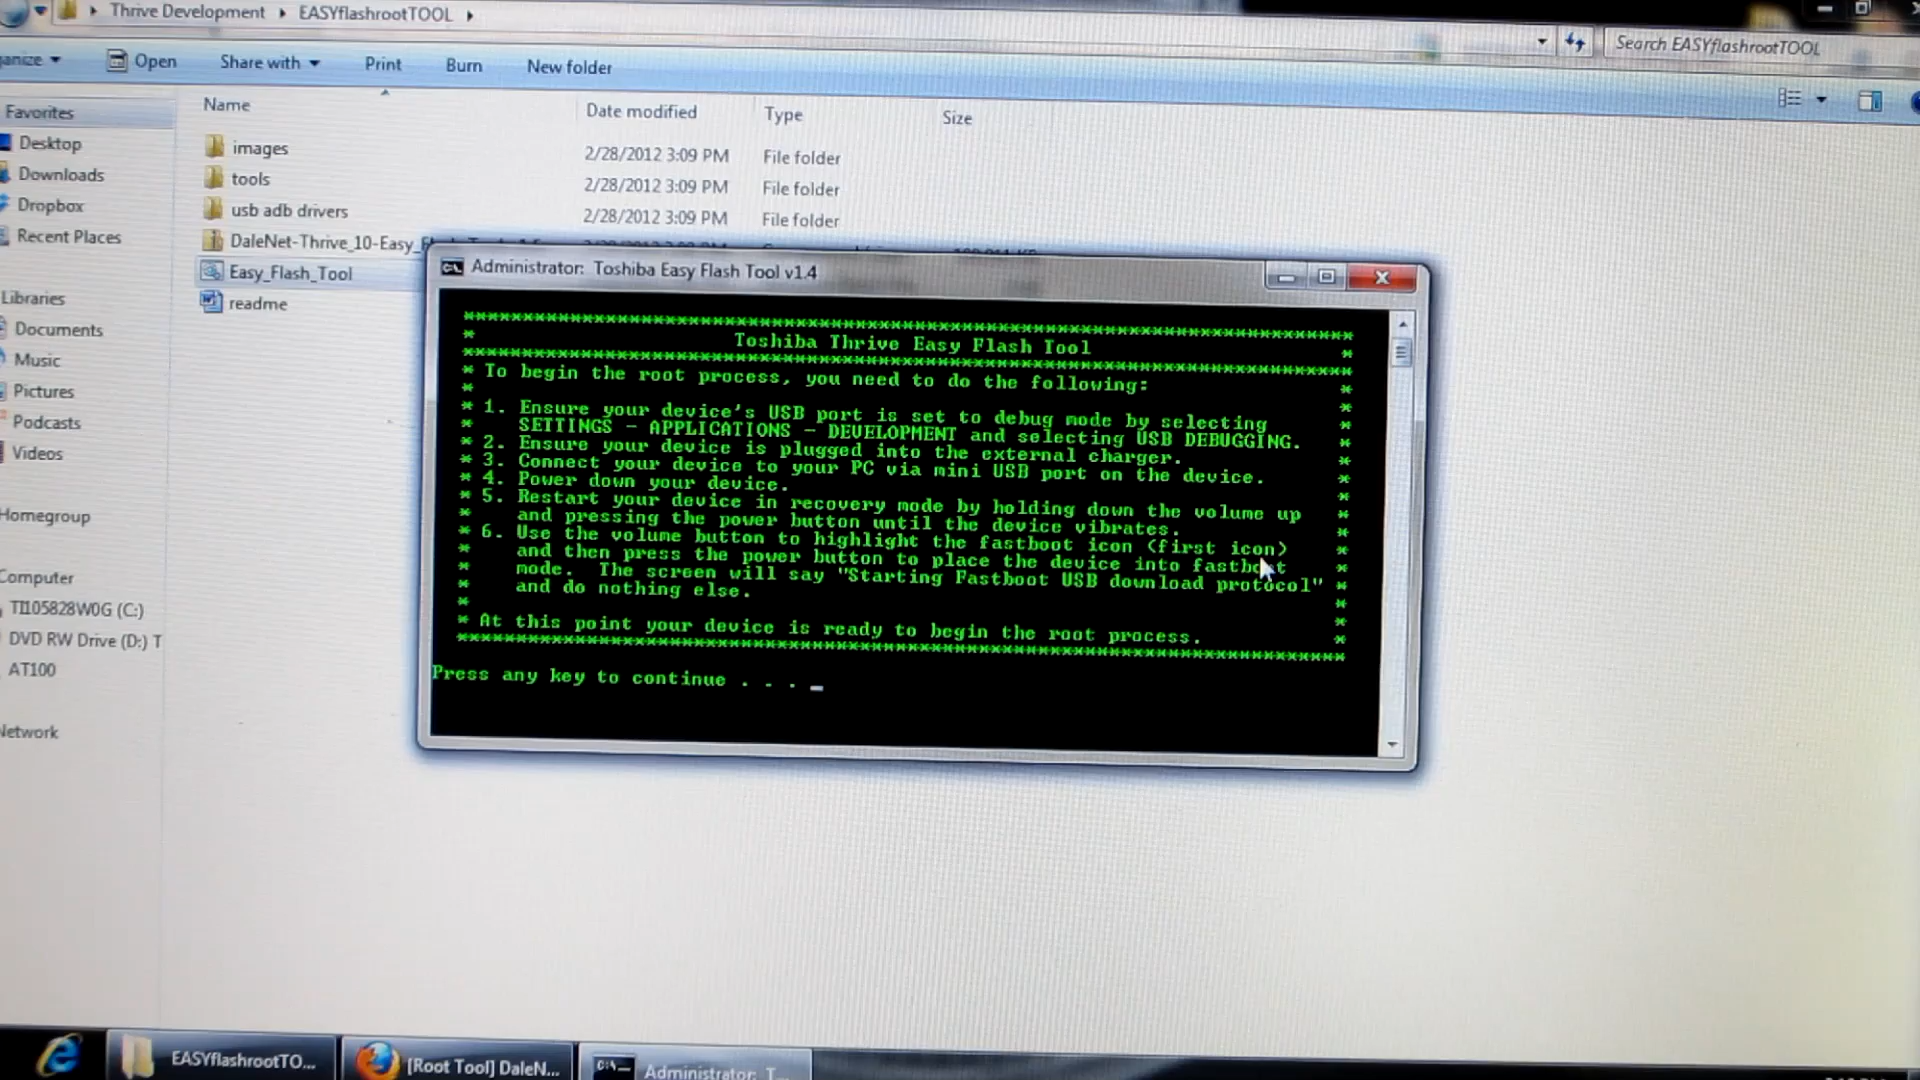 Thrive Development ▸ EASYflashrootTOOL ▸
Search EASYflashrootTOOL
Open Share with Print Burn New folder
Name Date modified Type Size
Favorites
Desktop
Downloads
Dropbox
Recent Places
Libraries
Documents
Music
Pictures
Podcasts
Videos
Homegroup
Computer
TI105828W0G (C:)
DVD RW Drive (D:) T
AT100
Network
images 2/28/2012 3:09 PM File folder
tools 2/28/2012 3:09 PM File folder
usb adb drivers 2/28/2012 3:09 PM File folder
DaleNet-Thrive_10-Easy_
Easy_Flash_Tool
readme
Administrator: Toshiba Easy Flash Tool v1.4
Toshiba Thrive Easy Flash Tool
* To begin the root process, you need to do the following: *
* 1. Ensure your device's USB port is set to debug mode by selecting *
* SETTINGS - APPLICATIONS - DEVELOPMENT and selecting USB DEBUGGING. *
* 2. Ensure your device is plugged into the external charger. *
* 3. Connect your device to your PC via mini USB port on the device. *
* 4. Power down your device. *
* 5. Restart your device in recovery mode by holding down the volume up *
* and pressing the power button until the device vibrates. *
* 6. Use the volume button to highlight the fastboot icon (first icon) *
* and then press the power button to place the device into fastboot *
* mode. The screen will say "Starting Fastboot USB download protocol" *
* and do nothing else. *
* At this point your device is ready to begin the root process. *
Press any key to continue . . . _
EASYflashrootTO...
[Root Tool] DaleN...
Administrator: T...